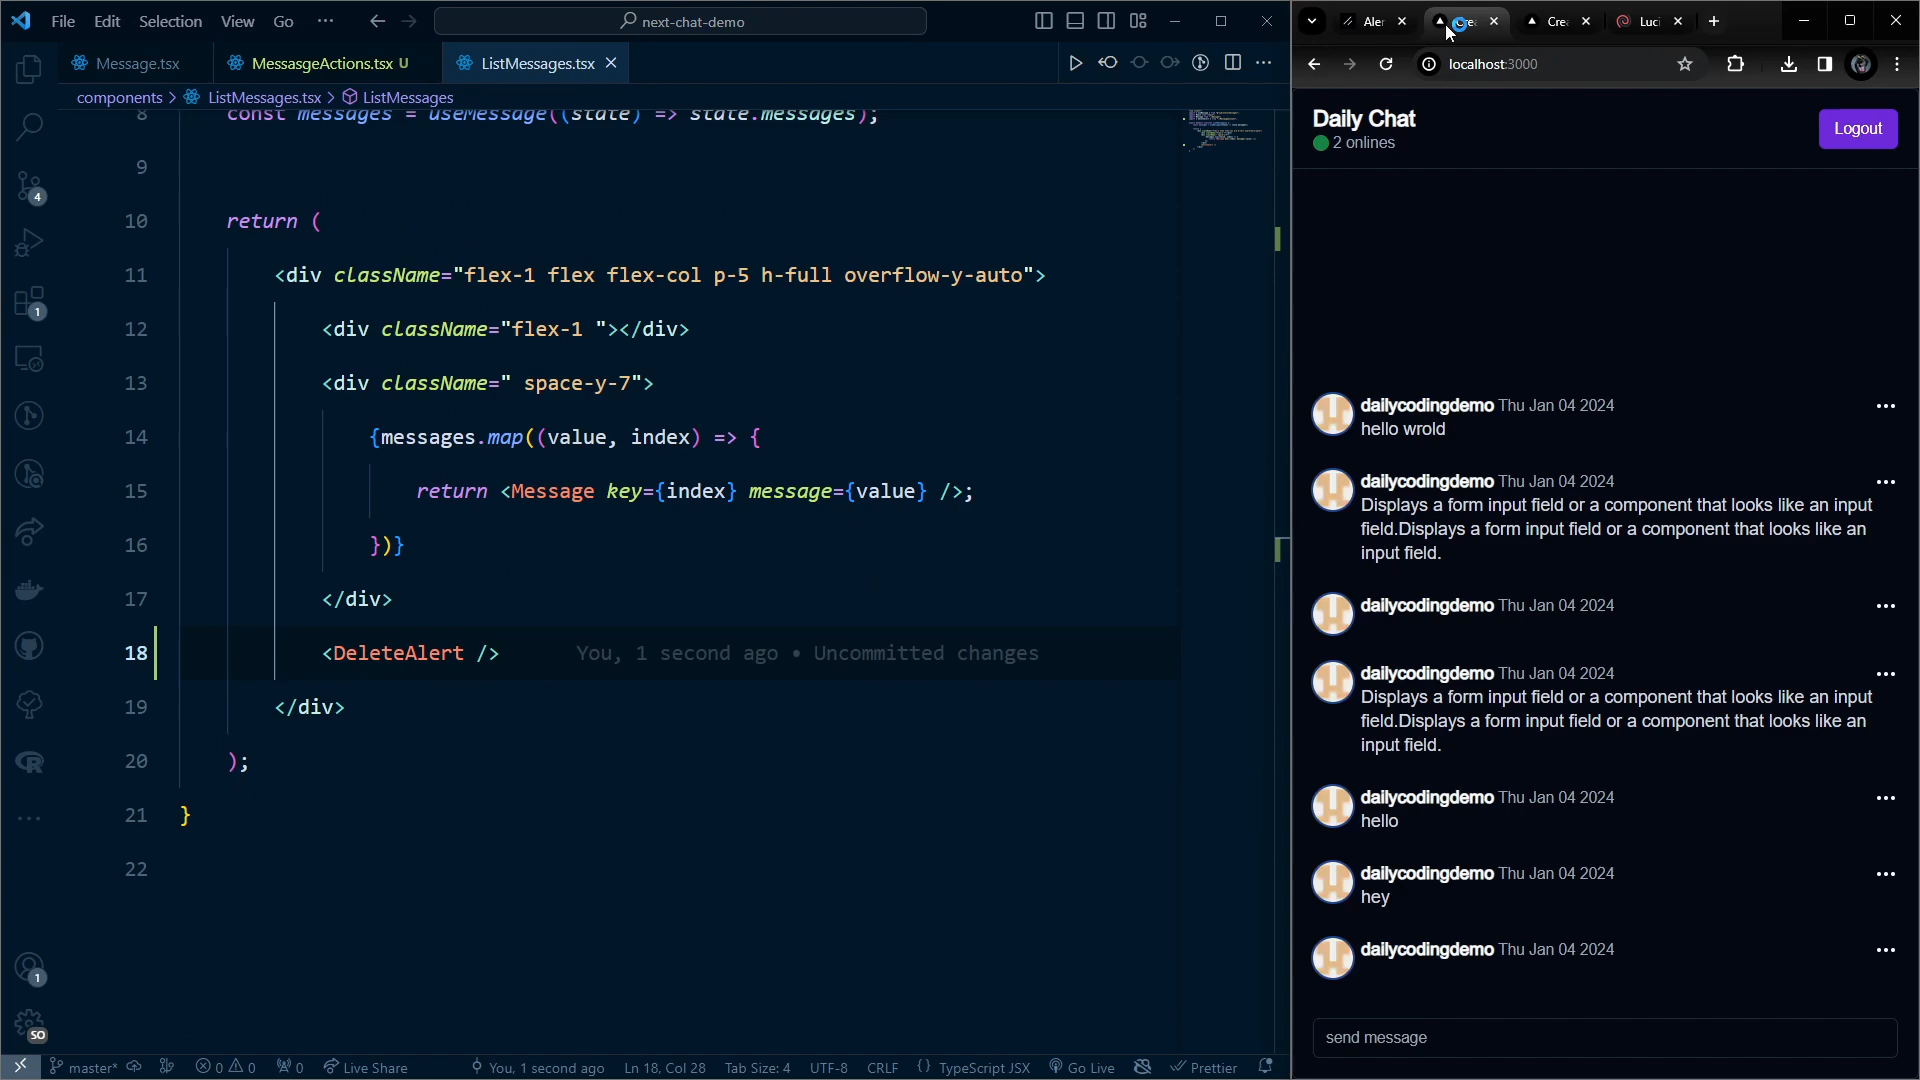 File Edit Selection View Go ··· next-chat-demo
Message.tsx MessasgeActions.tsx U ListMessages.tsx
components > ListMessages.tsx > ListMessages
8 const messages = useMessage((state) => state.messages);
9
10 return (
11 <div className="flex-1 flex flex-col p-5 h-full overflow-y-auto">
12 <div className="flex-1 "></div>
13 <div className=" space-y-7">
14 {messages.map((value, index) => {
15 return <Message key={index} message={value} />;
16 })}
17 </div>
18 <DeleteAlert /> You, 1 second ago • Uncommitted changes
19 </div>
20 );
21 }
22
4
1
1
SO
master* 0 0 0 Live Share You, 1 second ago Ln 18, Col 28 Tab Size: 4 UTF-8 CRLF {} TypeScript JSX Go Live Prettier
Aler Crea Luci
localhost:3000
Daily Chat
2 onlines
Logout
dailycodingdemo Thu Jan 04 2024
hello wrold
dailycodingdemo Thu Jan 04 2024
Displays a form input field or a component that looks like an input
field.Displays a form input field or a component that looks like an
input field.
dailycodingdemo Thu Jan 04 2024
dailycodingdemo Thu Jan 04 2024
Displays a form input field or a component that looks like an input
field.Displays a form input field or a component that looks like an
input field.
dailycodingdemo Thu Jan 04 2024
hello
dailycodingdemo Thu Jan 04 2024
hey
dailycodingdemo Thu Jan 04 2024
send message